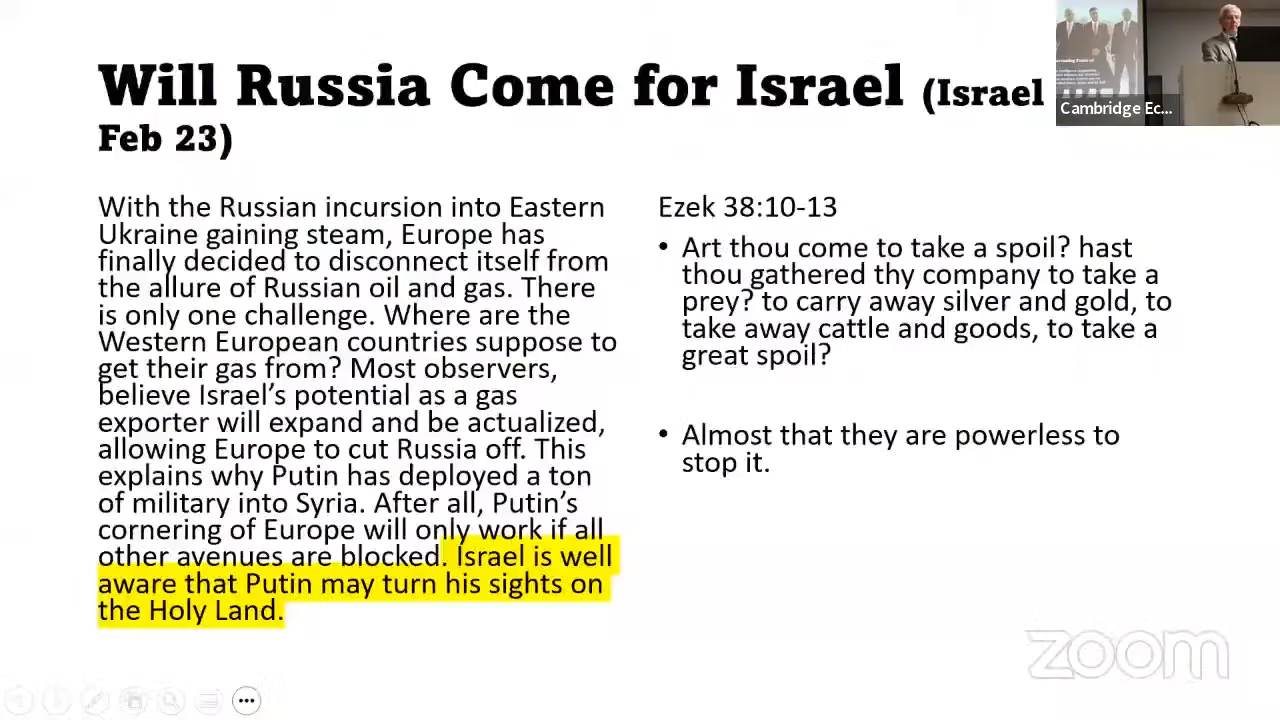 Will Russia Come for Israel (Israel
Feb 23)
With the Russian incursion into Eastern
Ukraine gaining steam, Europe has
finally decided to disconnect itself from
the allure of Russian oil and gas. There
is only one challenge. Where are the
Western European countries suppose to
get their gas from? Most observers,
believe Israel’s potential as a gas
exporter will expand and be actualized,
allowing Europe to cut Russia off. This
explains why Putin has deployed a ton
of military into Syria. After all, Putin’s
cornering of Europe will only work if all
other avenues are blocked. Israel is well
aware that Putin may turn his sights on
the Holy Land.
Ezek 38:10-13
• Art thou come to take a spoil? hast
thou gathered thy company to take a
prey? to carry away silver and gold, to
take away cattle and goods, to take a
great spoil?
• Almost that they are powerless to
stop it.
Cambridge Ec...
zoom